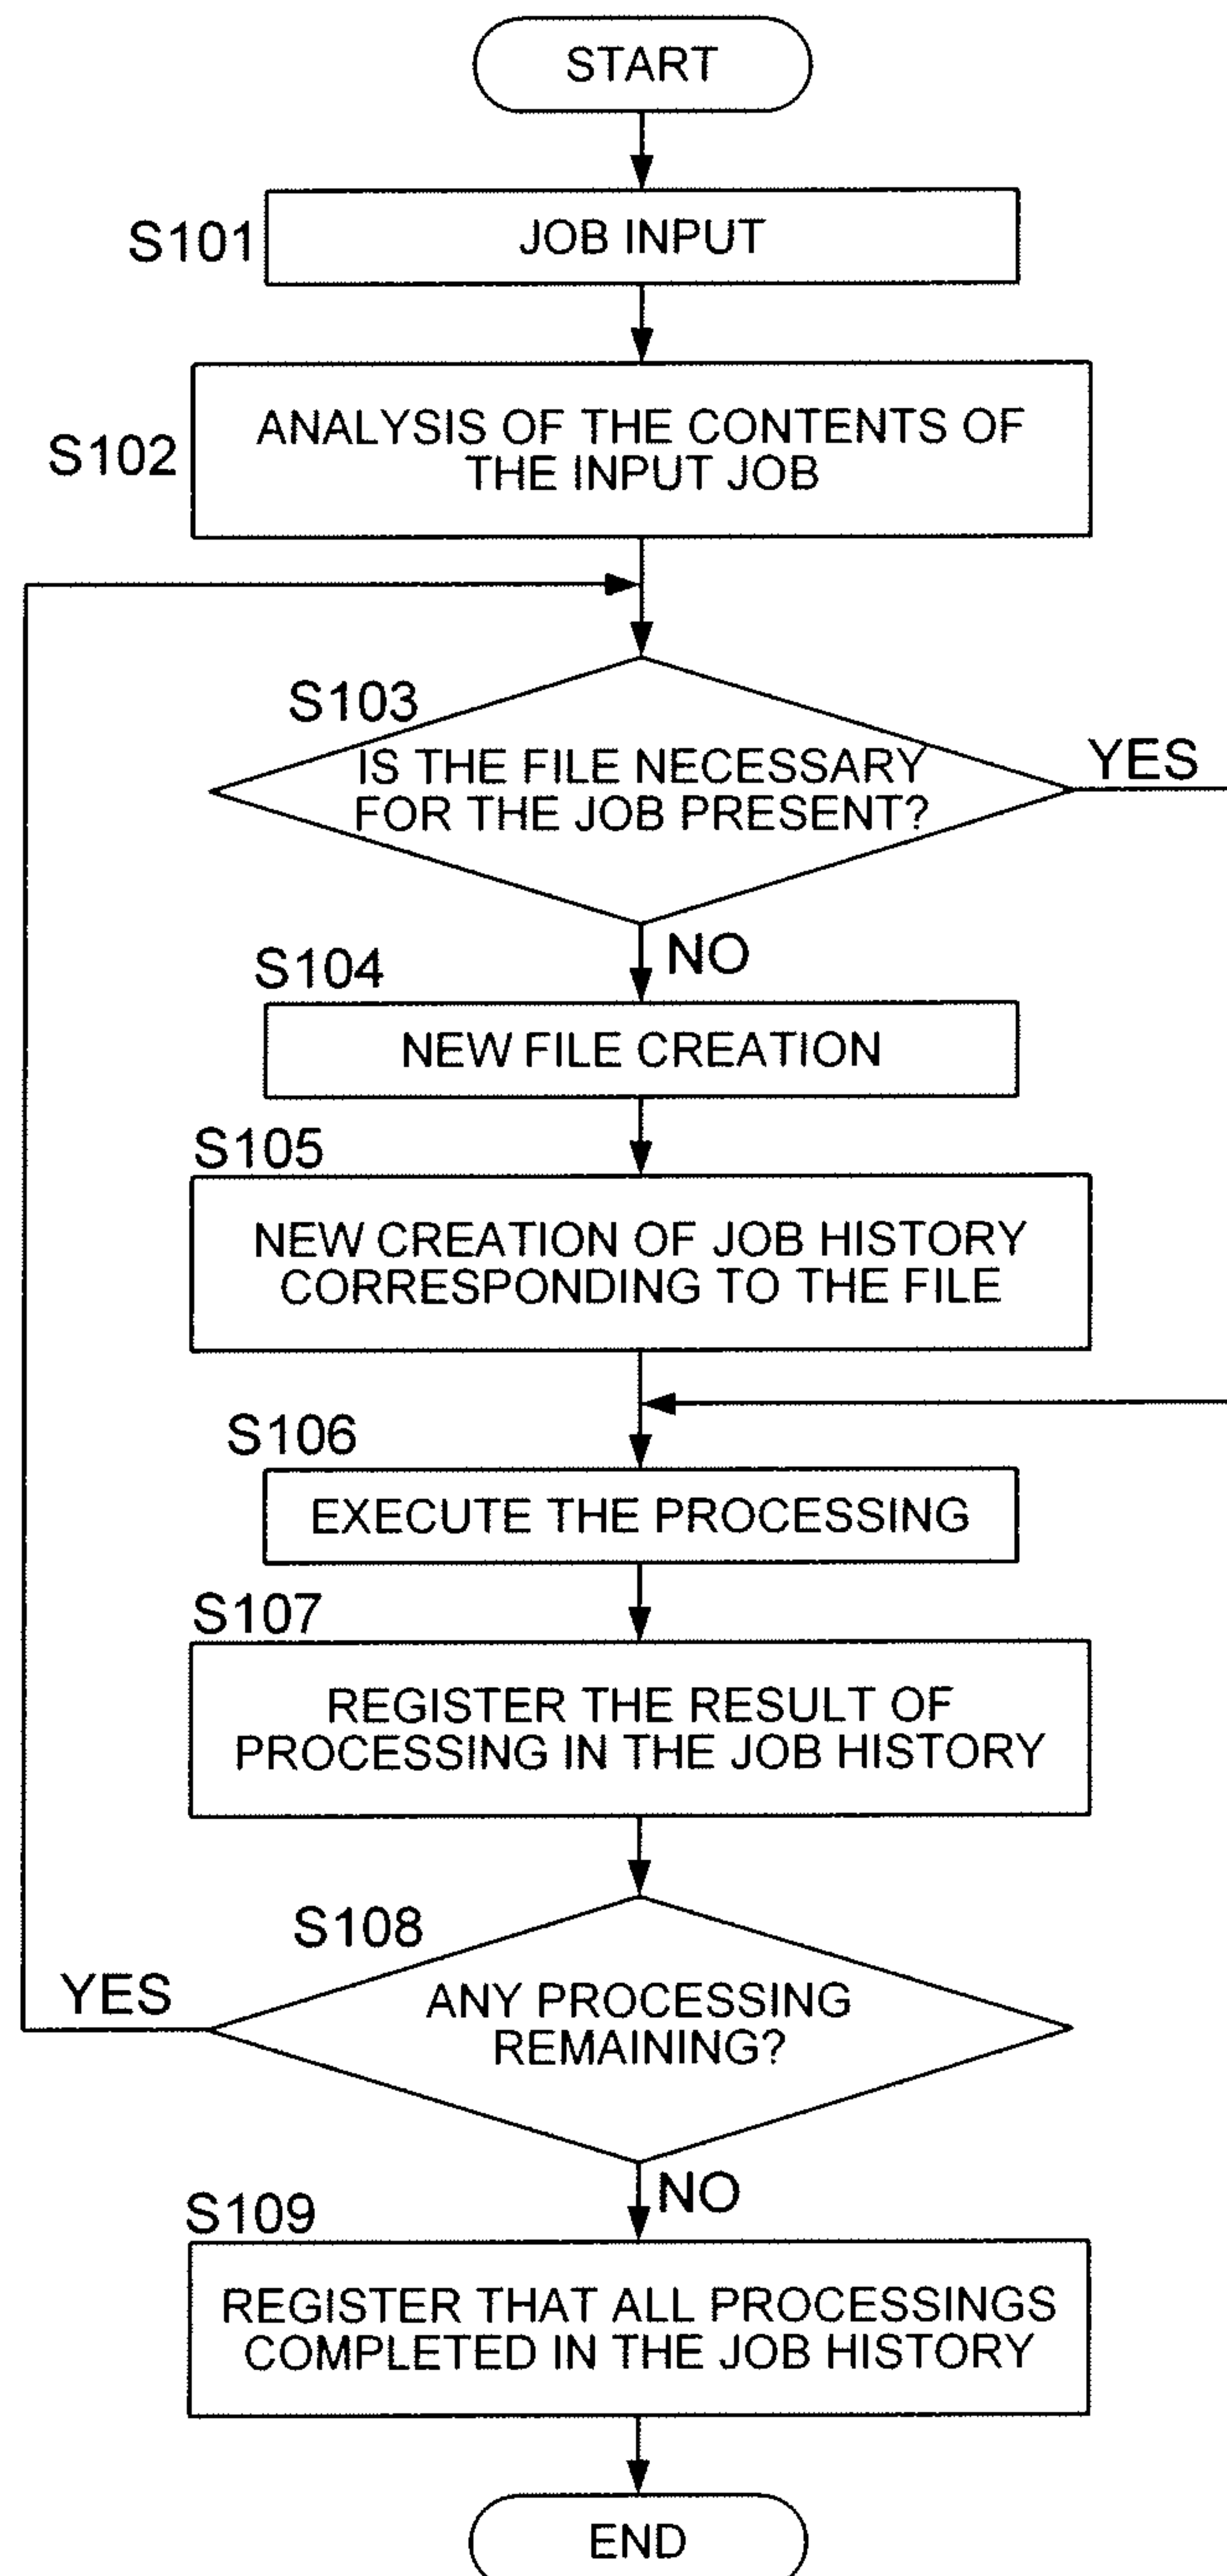 START
S101
JOB INPUT
S102
ANALYSIS OF THE CONTENTS OF
THE INPUT JOB
S103
IS THE FILE NECESSARY
FOR THE JOB PRESENT?
YES
NO
S104
NEW FILE CREATION
S105
NEW CREATION OF JOB HISTORY
CORRESPONDING TO THE FILE
S106
EXECUTE THE PROCESSING
S107
REGISTER THE RESULT OF
PROCESSING IN THE JOB HISTORY
S108
YES
ANY PROCESSING
REMAINING?
NO
S109
REGISTER THAT ALL PROCESSINGS
COMPLETED IN THE JOB HISTORY
END